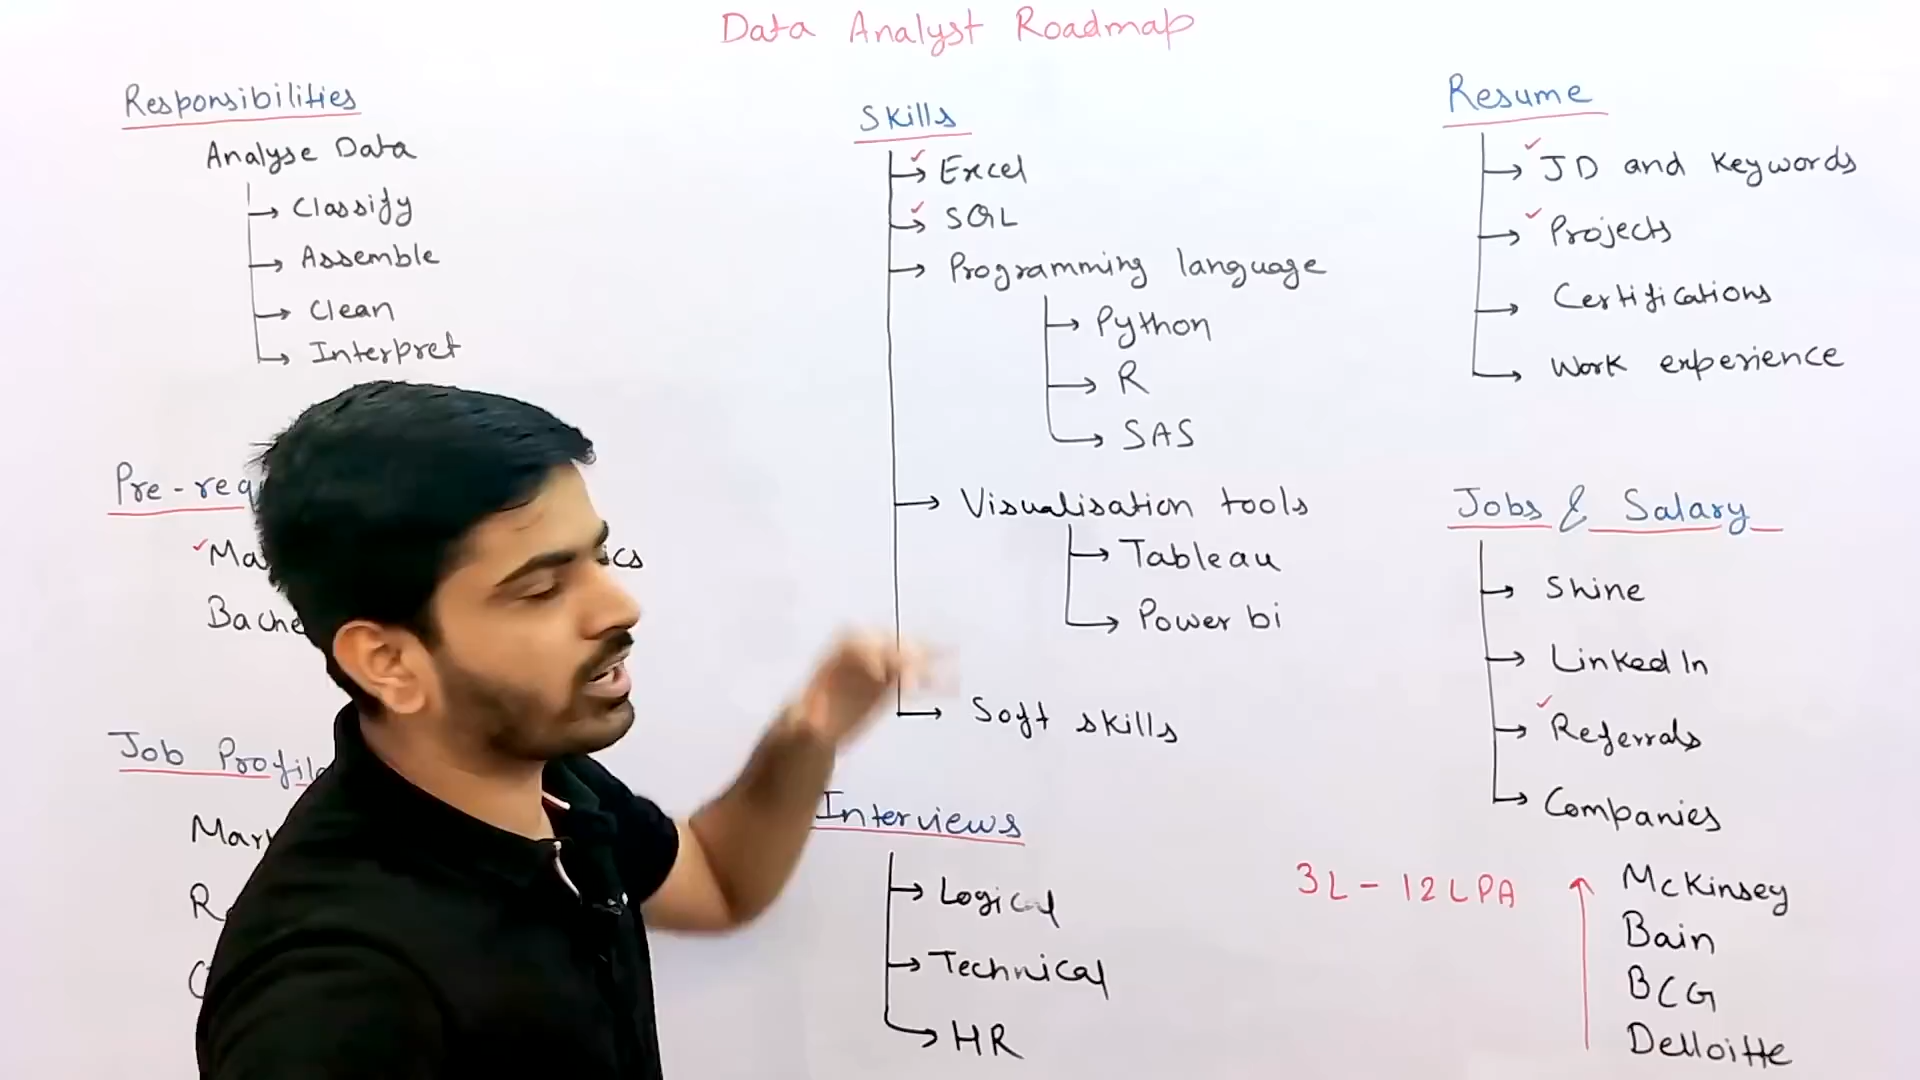 Data Analyst Roadmap
Responsibilities
Analyse Data
Classify
Assemble
Clean
Interpret
Pre-req
Ma cs
Bache
Job Profile
Mar
R
Skills
Excel
SQL
Programming language
Python
R
SAS
Visualisation tools
Tableau
Power bi
Soft skills
Interviews
Logical
Technical
HR
Resume
JD and Keywords
Projects
Certifications
Work experience
Jobs & Salary
Shine
LinkedIn
Referrals
Companies
3L - 12LPA
McKinsey
Bain
BCG
Delloitte